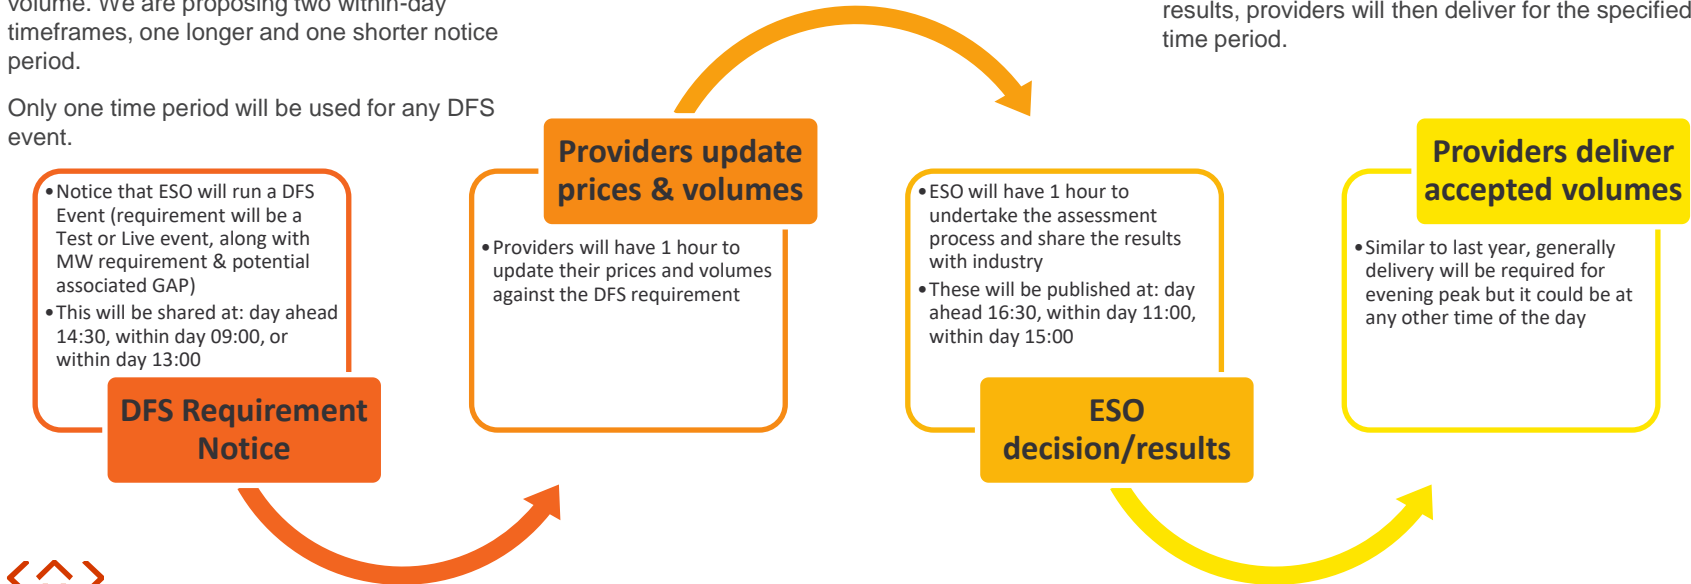 volume. We are proposing two within-day
timeframes, one longer and one shorter notice
period.
Only one time period will be used for any DFS
event.
results, providers will then deliver for the specified
time period.
•Notice that ESO will run a DFS
Event (requirement will be a
Test or Live event, along with
MW requirement & potential
associated GAP)
•This will be shared at: day ahead
14:30, within day 09:00, or
within day 13:00
DFS Requirement
Notice
Providers update
prices & volumes
•Providers will have 1 hour to
update their prices and volumes
against the DFS requirement
•ESO will have 1 hour to
undertake the assessment
process and share the results
with industry
•These will be published at: day
ahead 16:30, within day 11:00,
within day 15:00
ESO
decision/results
Providers deliver
accepted volumes
•Similar to last year, generally
delivery will be required for
evening peak but it could be at
any other time of the day